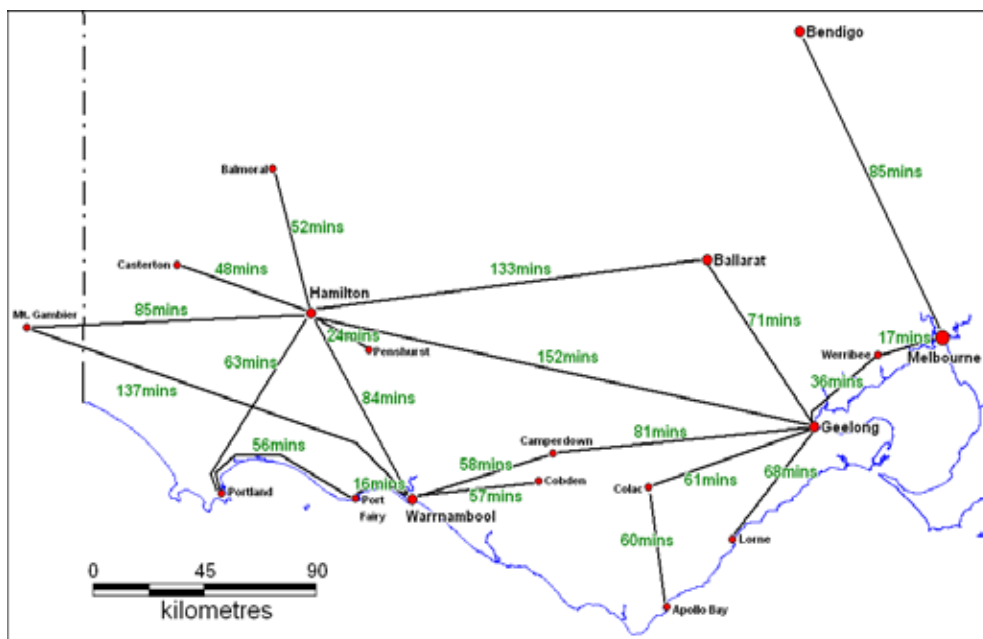 Bendigo
85mins
Balmoral
52mins
Casterton
48mins
133mins
Ballarat
Hamilton
Mt. Gambier
85mins
71mins
24mins
Penshurst
17mins
Werribee
Melbourne
63mins
152mins
36mins
137mins
84mins
Geelong
56mins
Camperdown
81mins
58mins
68mins
16mins
57mins
Cobden
61mins
Colac
Portland
Port
Fairy
Warrnambool
60mins
Lorne
0
45
90
kilometres
Apollo Bay